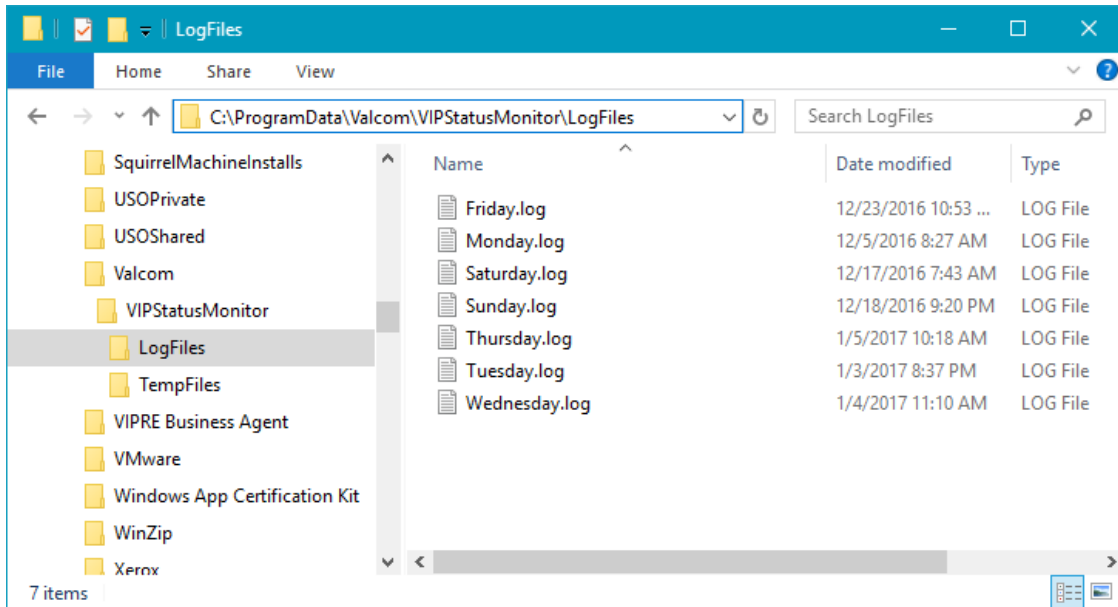 LogFiles
File Home Share View
C:\ProgramData\Valcom\VIPStatusMonitor\LogFiles Search LogFiles
SquirrelMachineInstalls
USOPrivate
USOShared
Valcom
VIPStatusMonitor
LogFiles
TempFiles
VIPRE Business Agent
VMware
Windows App Certification Kit
WinZip
Xerox
Name Date modified Type
Friday.log 12/23/2016 10:53 ... LOG File
Monday.log 12/5/2016 8:27 AM LOG File
Saturday.log 12/17/2016 7:43 AM LOG File
Sunday.log 12/18/2016 9:20 PM LOG File
Thursday.log 1/5/2017 10:18 AM LOG File
Tuesday.log 1/3/2017 8:37 PM LOG File
Wednesday.log 1/4/2017 11:10 AM LOG File
7 items